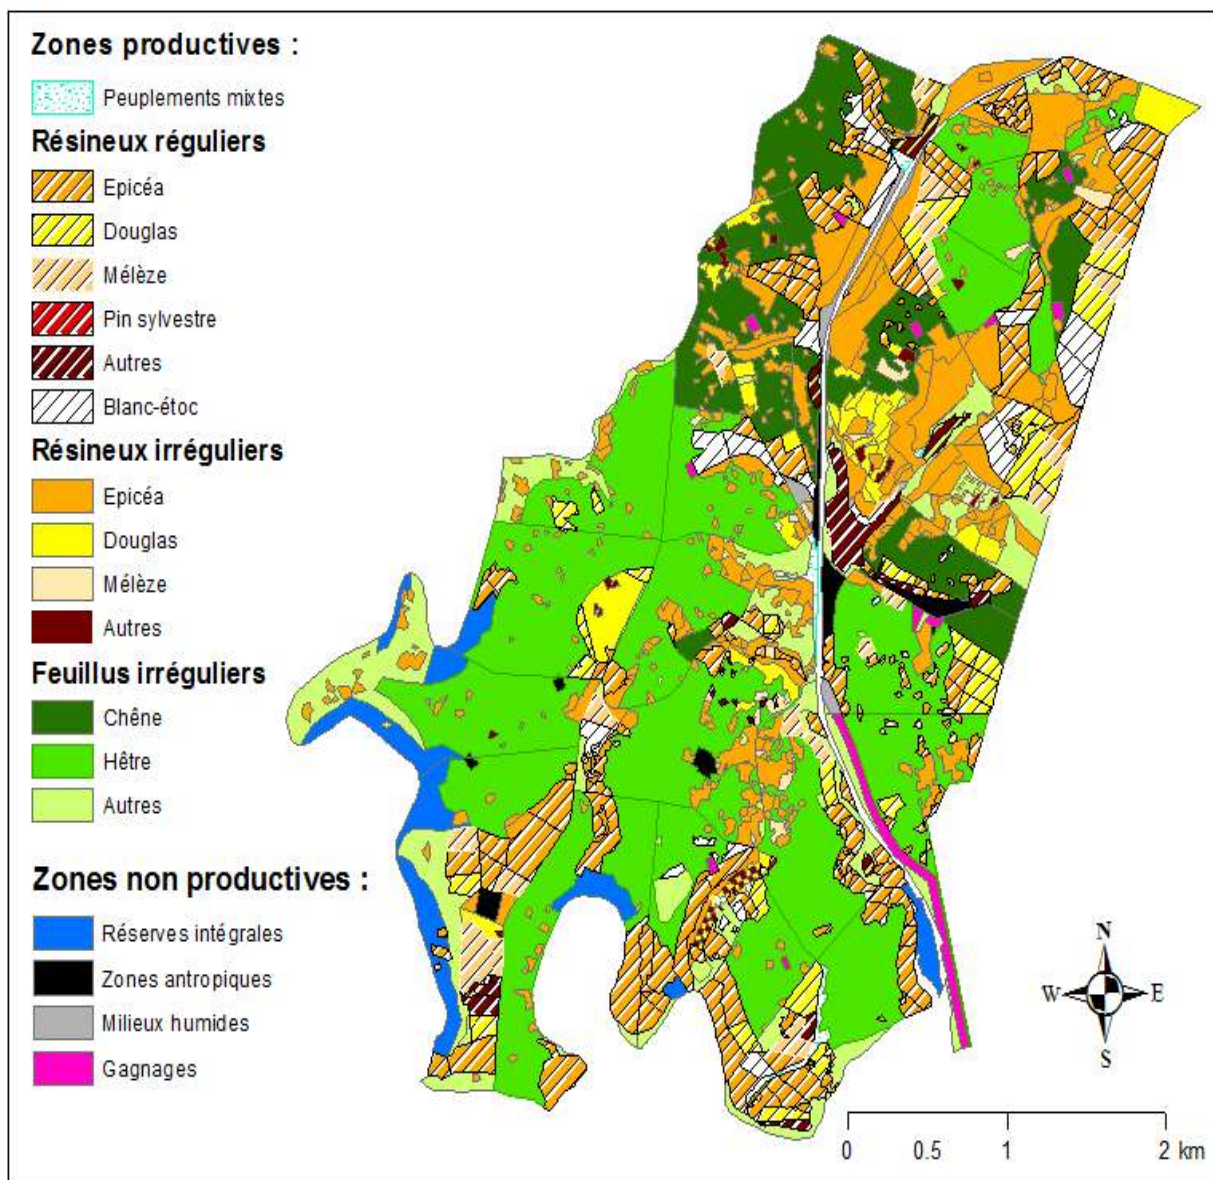 Zones productives :
Peuplements mixtes
Résineux réguliers
Epicéa
Douglas
Mélèze
Pin sylvestre
Autres
Blanc-étoc
Résineux irréguliers
Epicéa
Douglas
Mélèze
Autres
Feuillus irréguliers
Chêne
Hêtre
Autres
Zones non productives :
Réserves intégrales
Zones antropiques
Milieux humides
Gagnages
N
W E
S
0 0.5 1 2 km